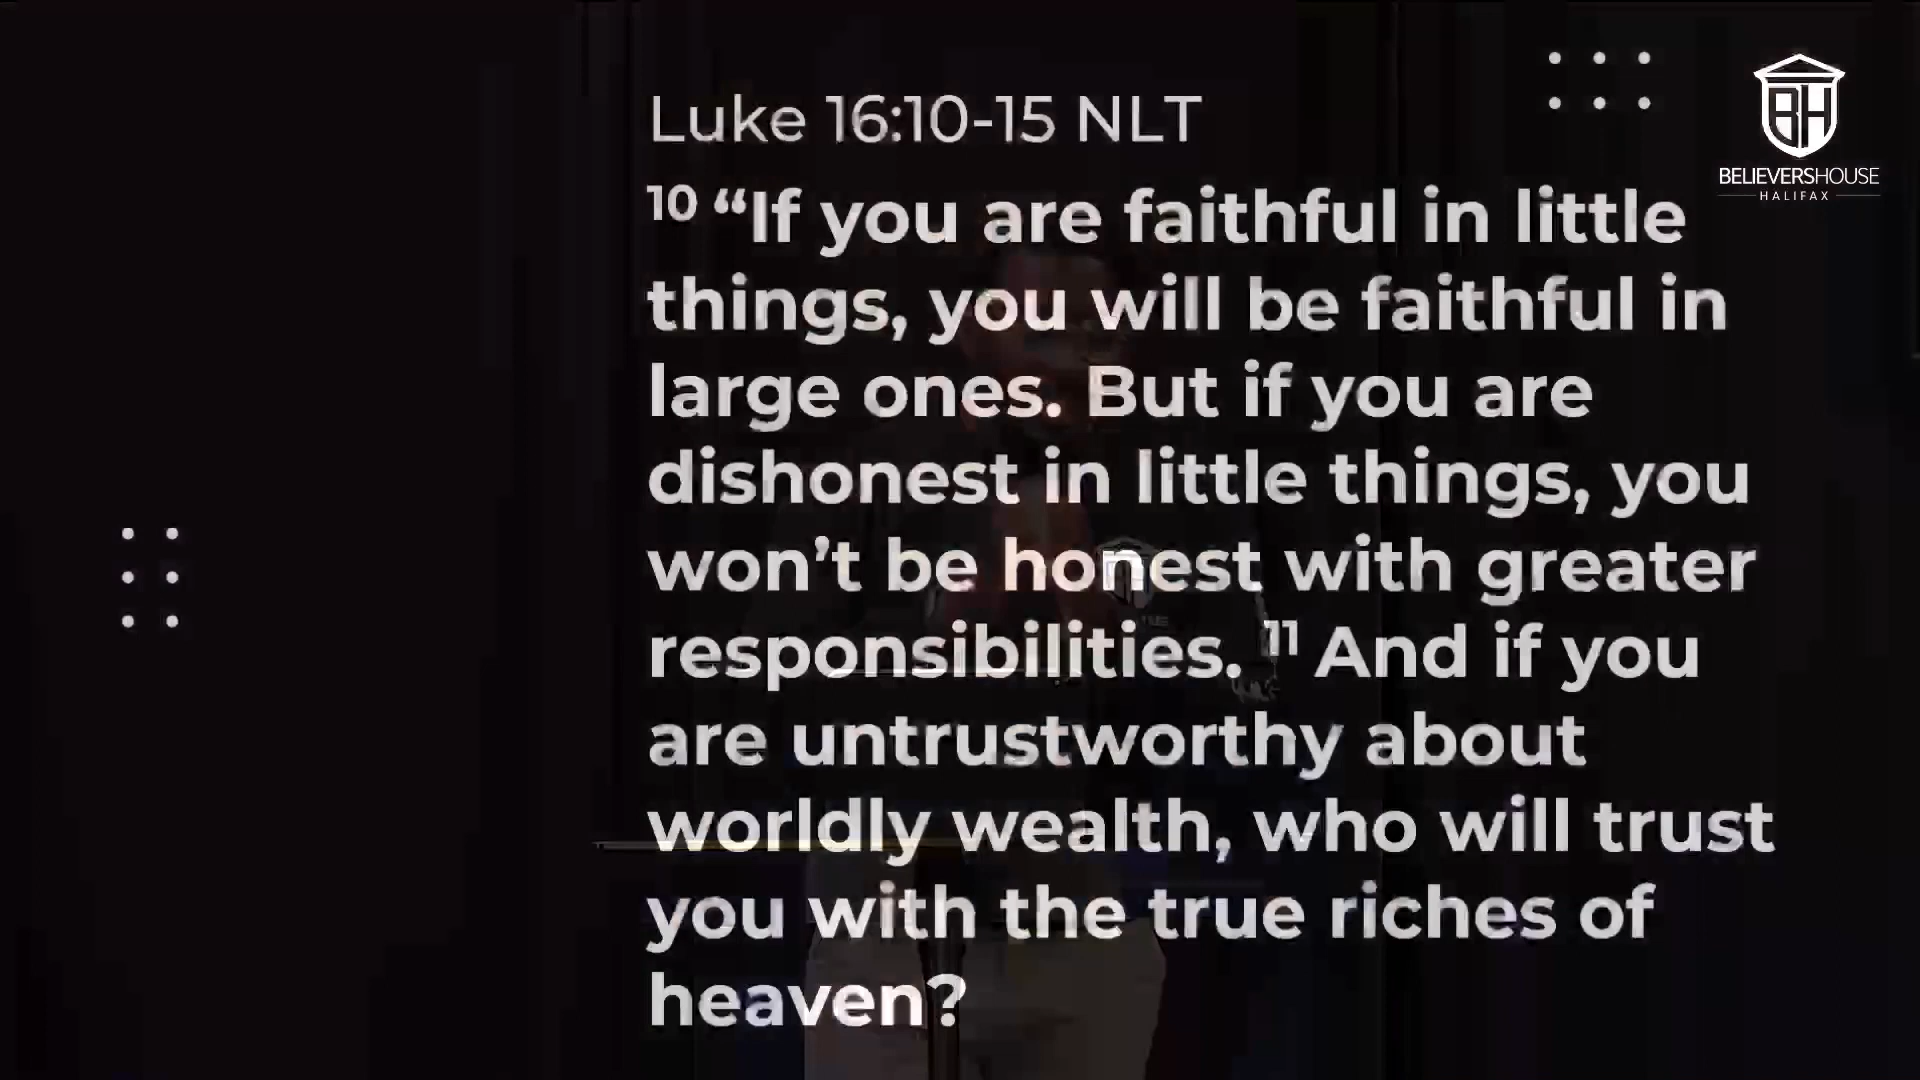 Luke 16:10-15 NLT
BELIEVERSHOUSE
HALIFAX
10 “If you are faithful in little
things, you will be faithful in
large ones. But if you are
dishonest in little things, you
won’t be honest with greater
responsibilities. 11 And if you
are untrustworthy about
worldly wealth, who will trust
you with the true riches of
heaven?